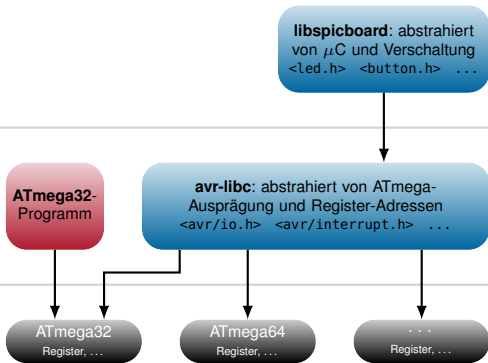 libspicboard: abstrahiert
von μC und Verschaltung
<led.h> <button.h> ...
ATmega32-
Programm
avr-libc: abstrahiert von ATmega-
Ausprägung und Register-Adressen
<avr/io.h> <avr/interrupt.h> ...
ATmega32
Register, ...
ATmega64
Register, ...
...
Register, ...